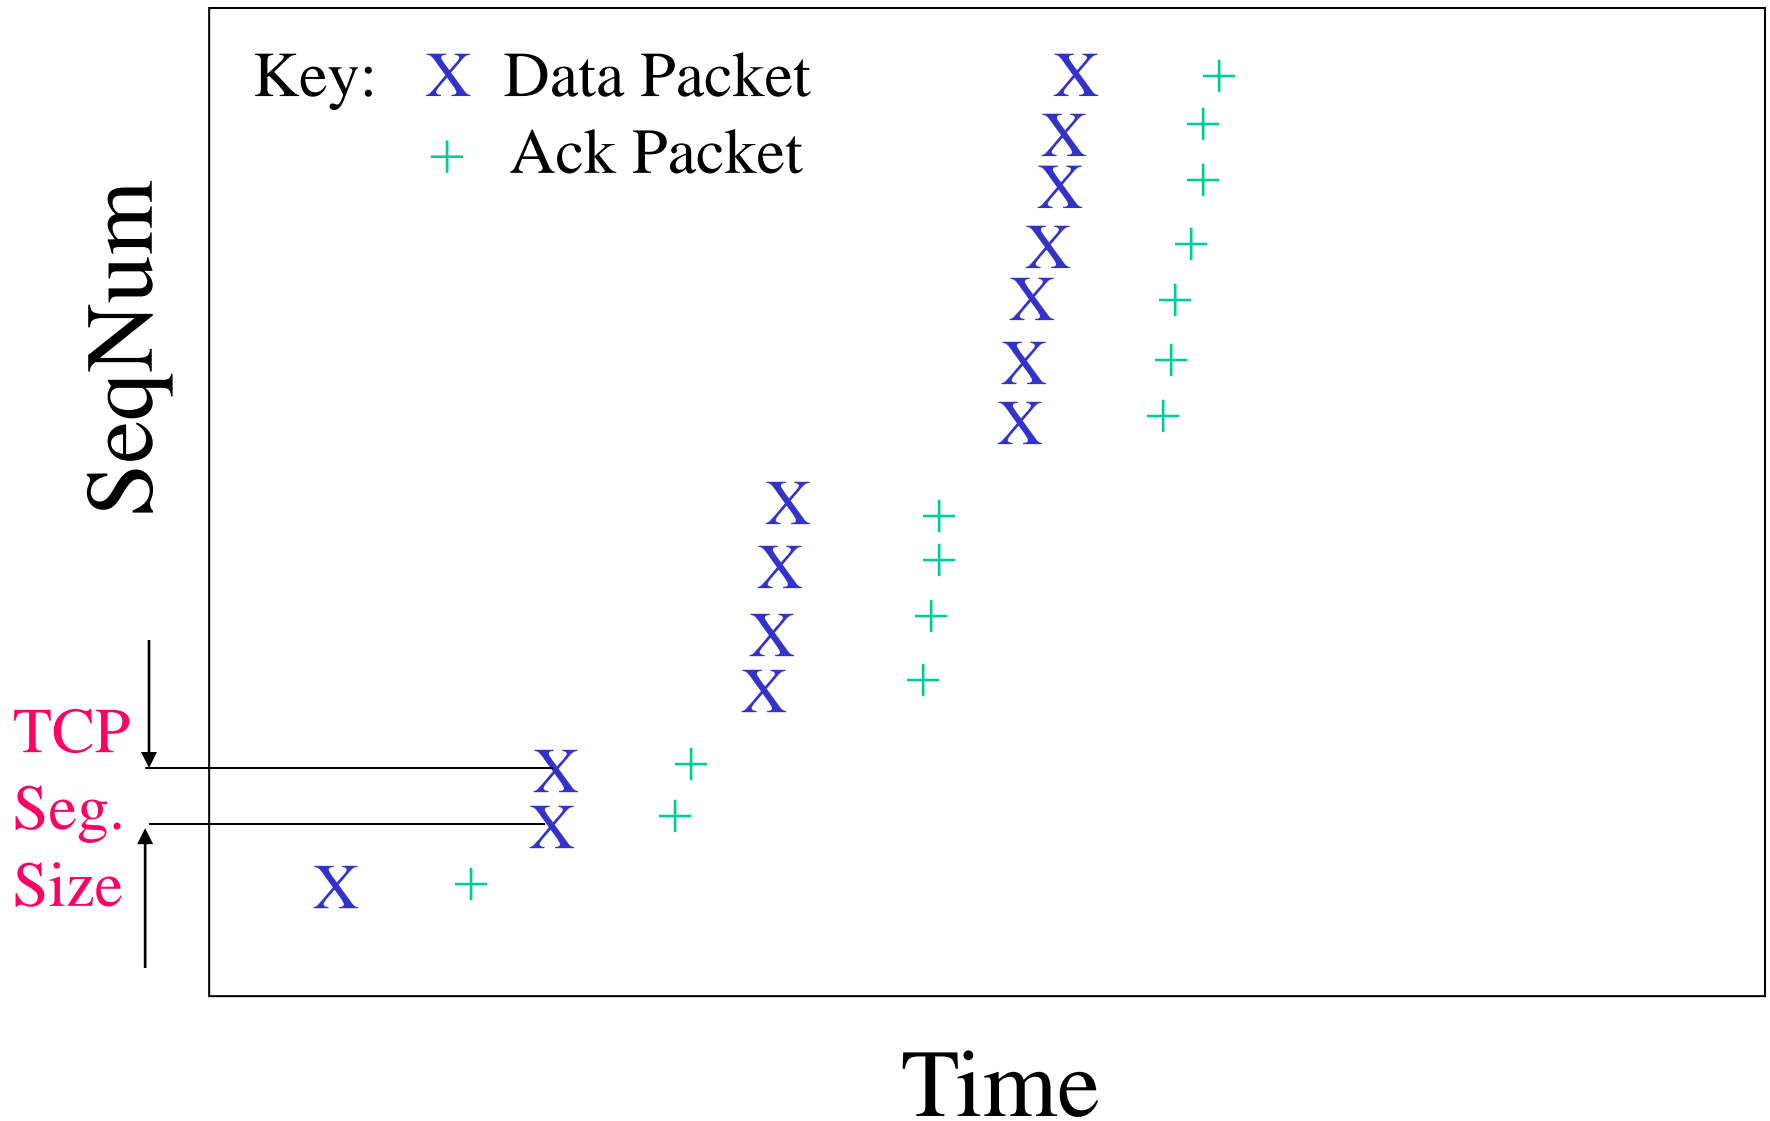 Key: X Data Packet
+ Ack Packet
SeqNum
TCP
Seg.
Size
Time